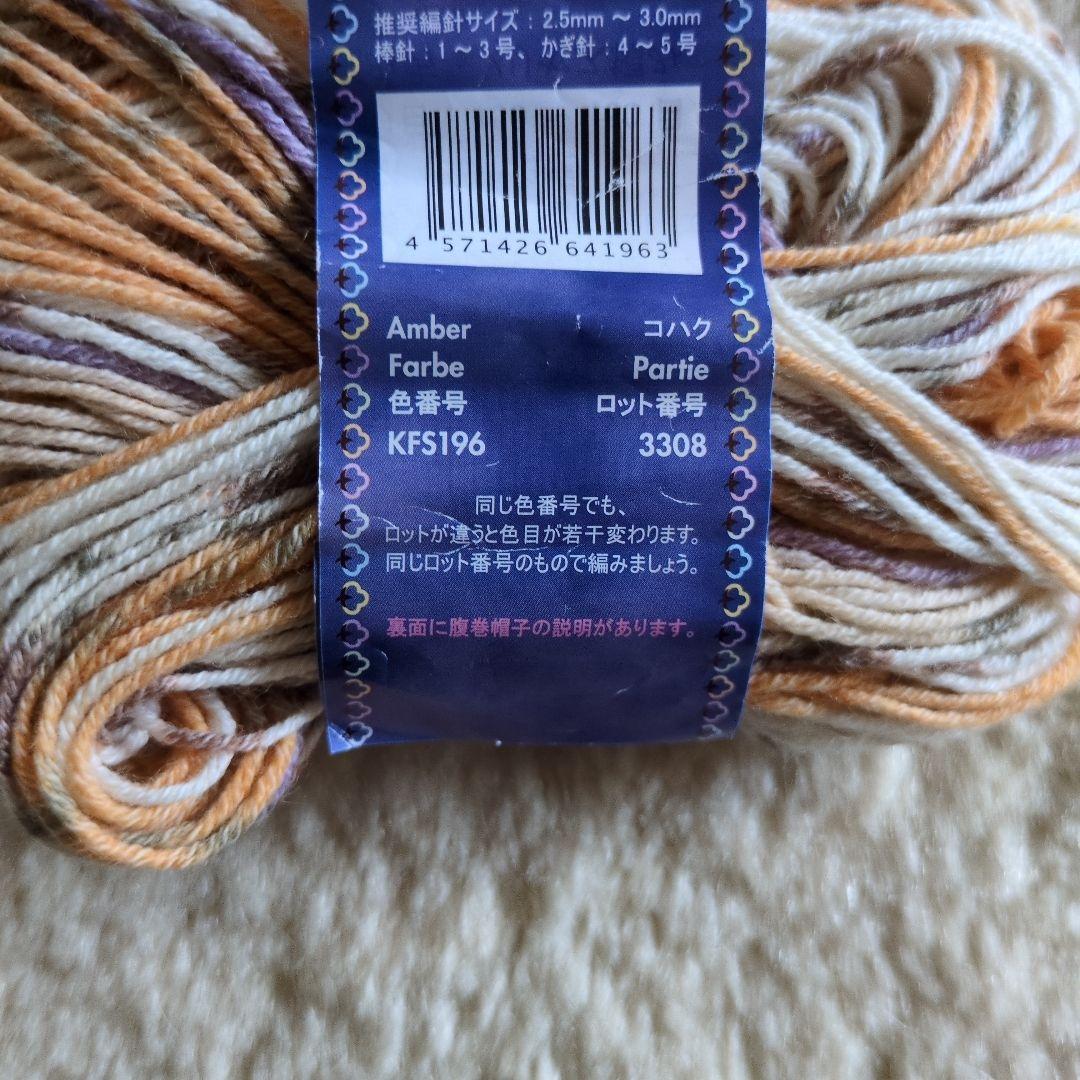 推奨編針サイズ：2.5mm ～ 3.0mm
棒針：1 ～ 3 号、かぎ針：4 ～ 5 号
4 571426 641963
Amber コハク
Farbe Partie
色番号 ロット番号
KFS196 3308
同じ色番号でも、
ロットが違うと色目が若干変わります。
同じロット番号のもので編みましょう。
裏面に腹巻帽子の説明があります。